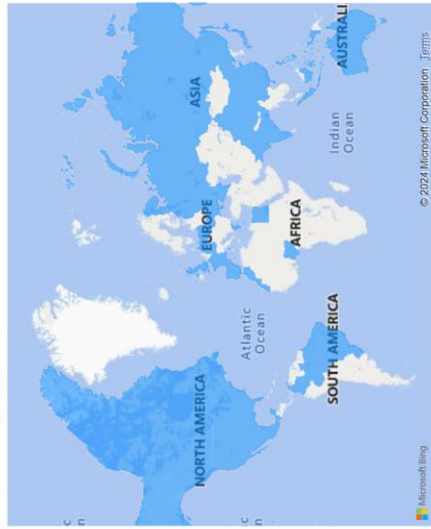 ASIA
EUROPE
NORTH AMERICA
Atlantic
Ocean
AFRICA
Indian
Ocean
AUSTRALI
SOUTH AMERICA
c
n
c
n
Microsoft Bing
© 2024 Microsoft Corporation Terms